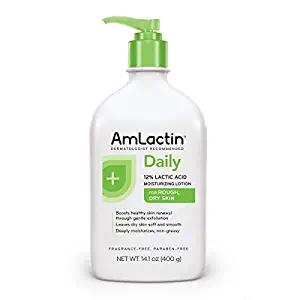 AmLactin®
DERMATOLOGIST RECOMMENDED
Daily
12% LACTIC ACID
MOISTURIZING LOTION
FOR ROUGH,
DRY SKIN
Boosts healthy skin renewal
through gentle exfoliation
Leaves dry skin soft and smooth
Deeply moisturizes, non-greasy
FRAGRANCE-FREE, PARABEN-FREE
NET WT. 14.1 OZ (400 g)